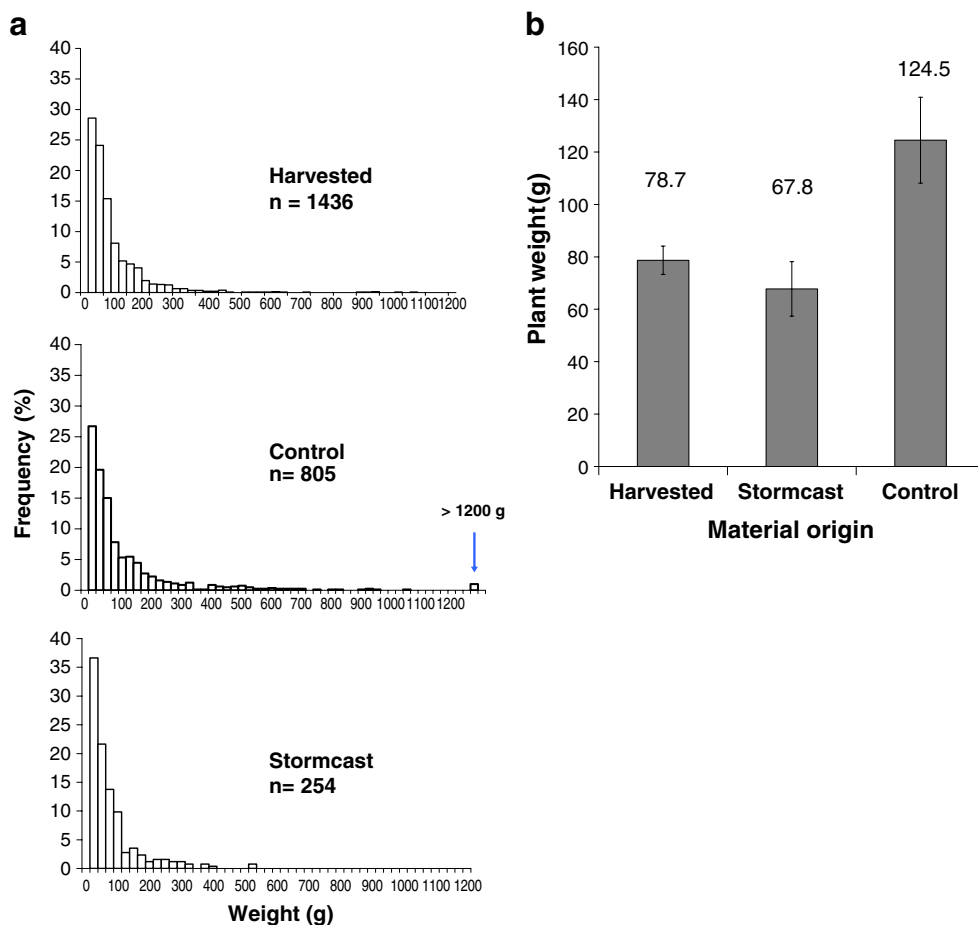 a
40
35
30
25
20
15
10
5
0
Harvested
n = 1436
0 100 200 300 400 500 600 700 800 900 1000 1100 1200
40
35
30
25
20
15
10
5
0
Control
n= 805
> 1200 g
0 100 200 300 400 500 600 700 800 900 1000 1100 1200
Frequency (%)
40
35
30
25
20
15
10
5
0
Stormcast
n= 254
0 100 200 300 400 500 600 700 800 900 1000 1100 1200
Weight (g)
b
160
140
120
100
80
60
40
20
0
Plant weight(g)
78.7
67.8
124.5
Harvested Stormcast Control
Material origin